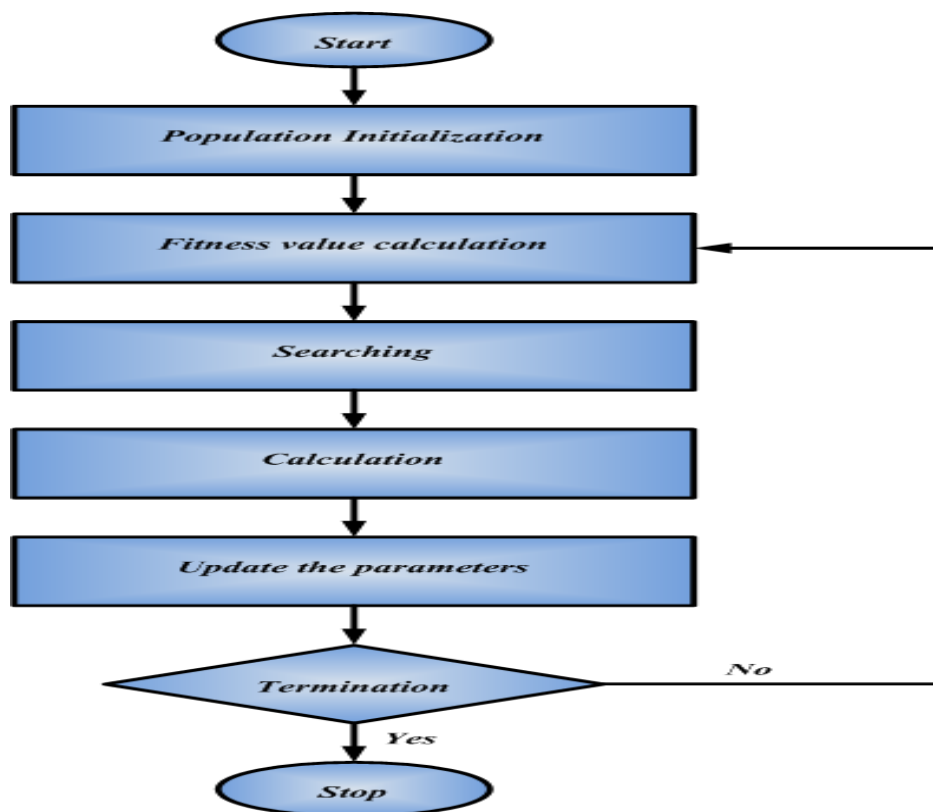 Start
Population Initialization
Fitness value calculation
Searching
Calculation
Update the parameters
Termination
No
Yes
Stop